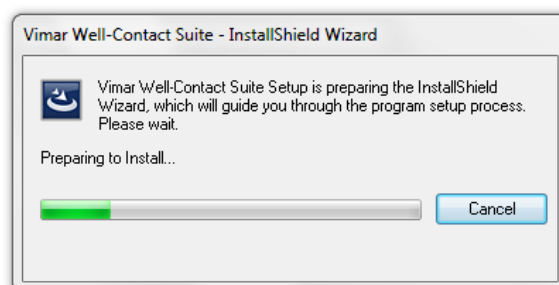 Vimar Well-Contact Suite - InstallShield Wizard
Vimar Well-Contact Suite Setup is preparing the InstallShield
Wizard, which will guide you through the program setup process.
Please wait.
Preparing to Install...
Cancel